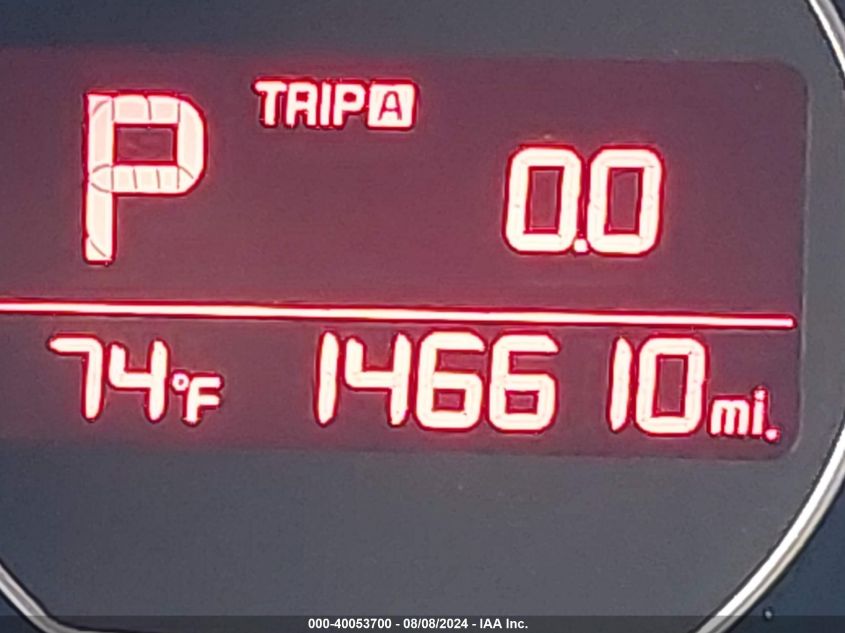 P TRIP A
0.0
74°F 146610 mi.
000-40053700 - 08/08/2024 - IAA Inc.